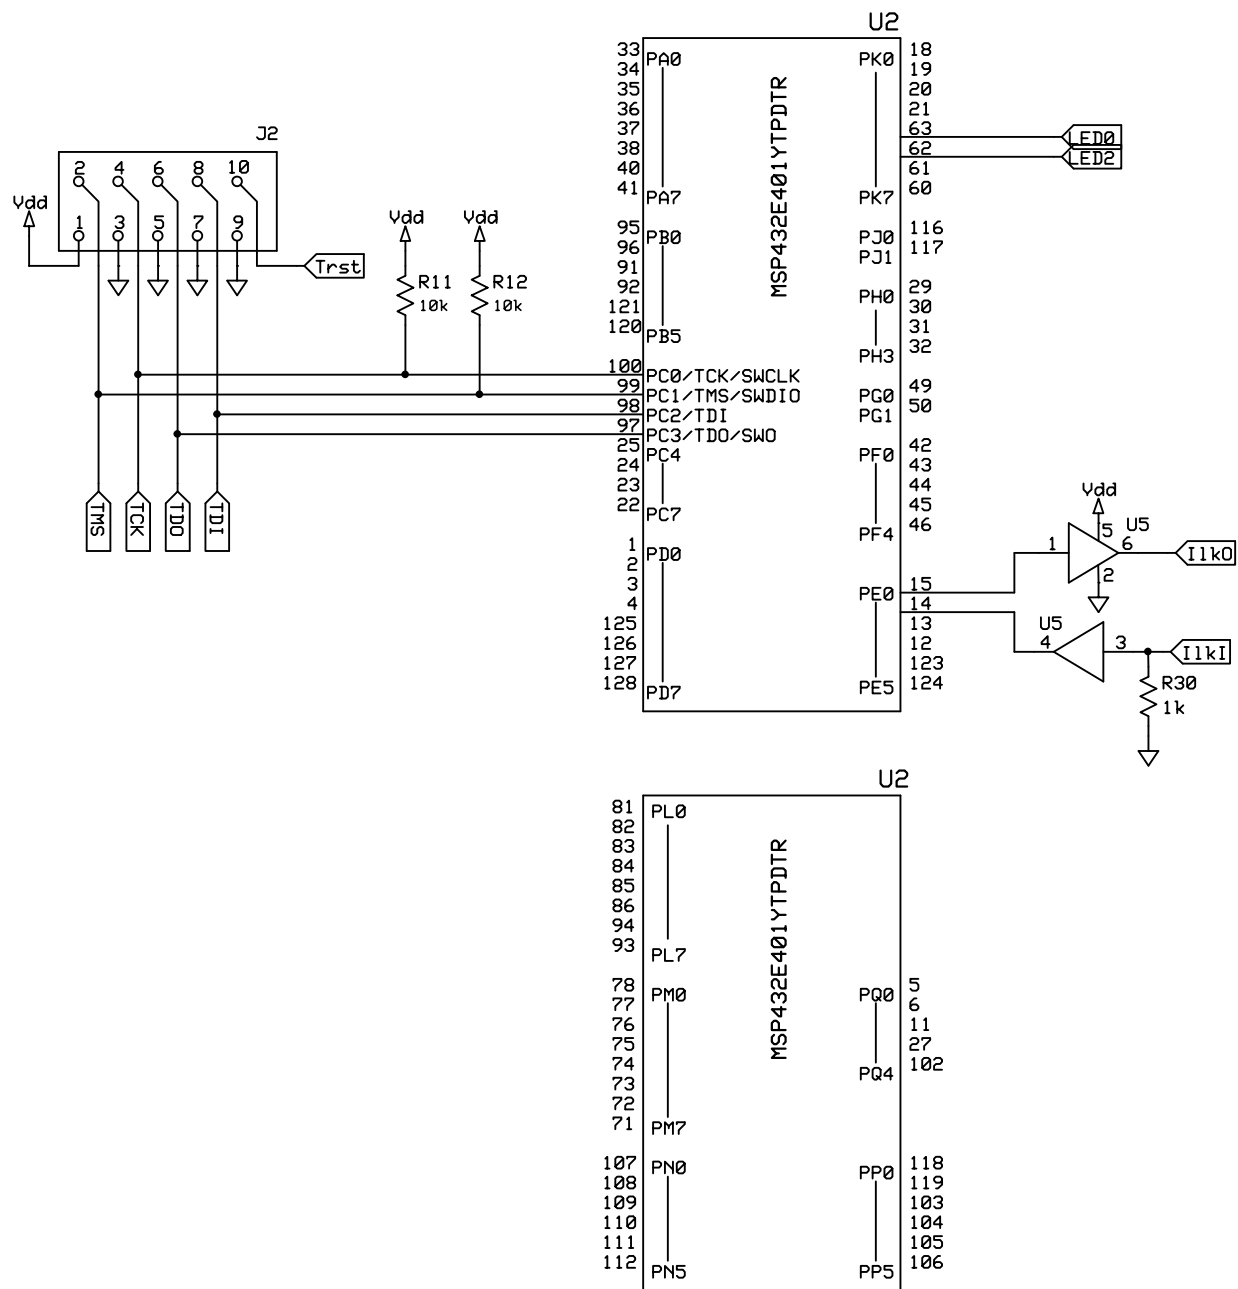 U2
MSP432E401YTPDTR
33 PA0
34
35
36
37
38
40
41 PA7
95 PB0
96
91
92
121
120 PB5
100 PC0/TCK/SWCLK
99 PC1/TMS/SWDIO
98 PC2/TDI
97 PC3/TDO/SWO
25 PC4
24
23
22 PC7
1 PD0
2
3
4
125
126
127
128 PD7
PK0 18
19
20
21
63 LED0
62 LED2
61
PK7 60
PJ0 116
PJ1 117
PH0 29
30
31
PH3 32
PG0 49
PG1 50
PF0 42
43
44
45
PF4 46
PE0 15
14
13
12
123
PE5 124
J2
2 4 6 8 10
1 3 5 7 9
Vdd
Trst
Vdd
R11
10k
Vdd
R12
10k
TMS
TCK
TDO
TDI
Vdd
U5
1 5 6 2
IlkO
U5
4 3
IlkI
R30
1k
U2
MSP432E401YTPDTR
81 PL0
82
83
84
85
86
94
93 PL7
78 PM0
77
76
75
74
73
72
71 PM7
107 PN0
108
109
110
111
112 PN5
PQ0 5
6
11
27
PQ4 102
PP0 118
119
103
104
105
PP5 106